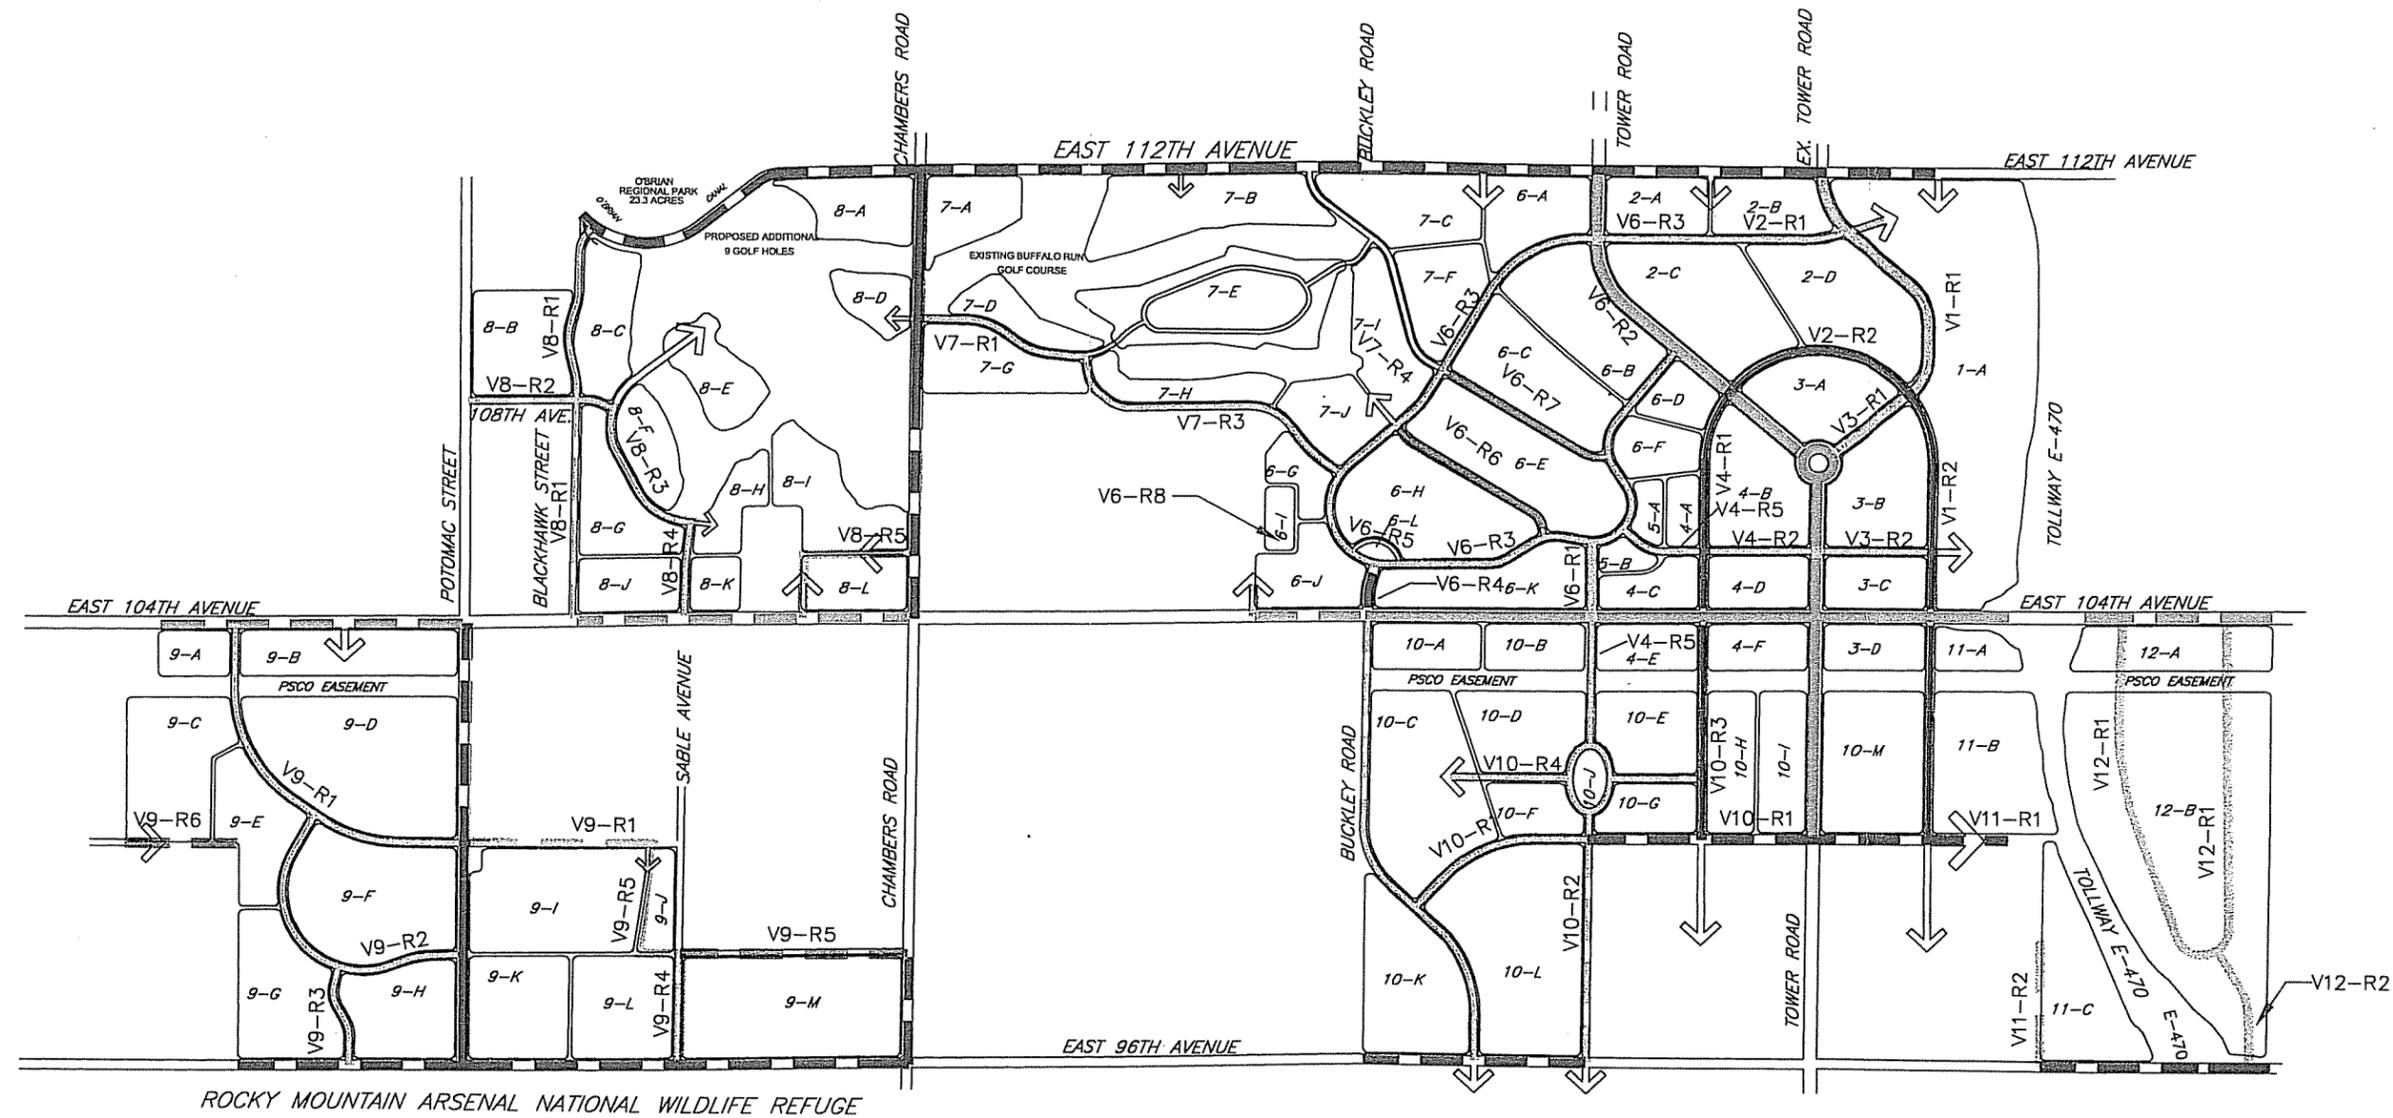 CHAMBERS ROAD
BUCKLEY ROAD
TOWER ROAD
EX. TOWER ROAD
EAST 112TH AVENUE
EAST 112TH AVENUE
O'BRIAN
REGIONAL PARK
23.3 ACRES
O'BRIAN
CANAL
PROPOSED ADDITIONAL
9 GOLF HOLES
8-A
7-A
7-B
7-C
6-A
2-A
2-B
V6-R3
V2-R1
EXISTING BUFFALO RUN
GOLF COURSE
8-B
V8-R1
8-C
8-D
7-D
7-E
7-F
V6-R3
2-C
2-D
V6-R2
V1-R1
V7-R1
7-G
7-I
V7-R4
6-C
V6-R7
6-B
V2-R2
3-A
1-A
V8-R2
108TH AVE.
8-E
8-F
V8-R3
7-H
V7-R3
7-J
6-D
V3-R1
TOLLWAY E-470
POTOMAC STREET
BLACKHAWK STREET
V8-R1
8-G
8-H
8-I
V6-R8
6-G
6-I
6-H
V6-R6
6-E
6-F
V4-R1
4-B
V4-R5
3-B
V1-R2
5-A
4-A
V8-R4
V8-R5
V6-R5
6-L
V6-R3
V6-R1
V4-R2
V3-R2
5-B
8-J
8-K
8-L
6-J
V6-R4
6-K
4-C
4-D
3-C
EAST 104TH AVENUE
EAST 104TH AVENUE
9-A
9-B
10-A
10-B
V4-R5
4-E
4-F
3-D
11-A
12-A
PSCO EASEMENT
PSCO EASEMENT
PSCO EASEMENT
9-C
9-D
SABLE AVENUE
10-C
10-D
10-E
V10-R3
10-H
10-I
10-M
11-B
V12-R1
V9-R1
V10-R4
10-J
V9-R6
9-E
V9-R1
CHAMBERS ROAD
BUCKLEY ROAD
V10-R1
10-F
10-G
V10-R1
V11-R1
12-B
V12-R1
9-F
9-I
V9-R5
9-J
V10-R2
TOLLWAY E-470
V9-R2
V9-R5
TOWER ROAD
9-G
V9-R3
9-H
9-K
9-L
V9-R4
9-M
10-K
10-L
V11-R2
11-C
E-470
V12-R2
EAST 96TH AVENUE
ROCKY MOUNTAIN ARSENAL NATIONAL WILDLIFE REFUGE